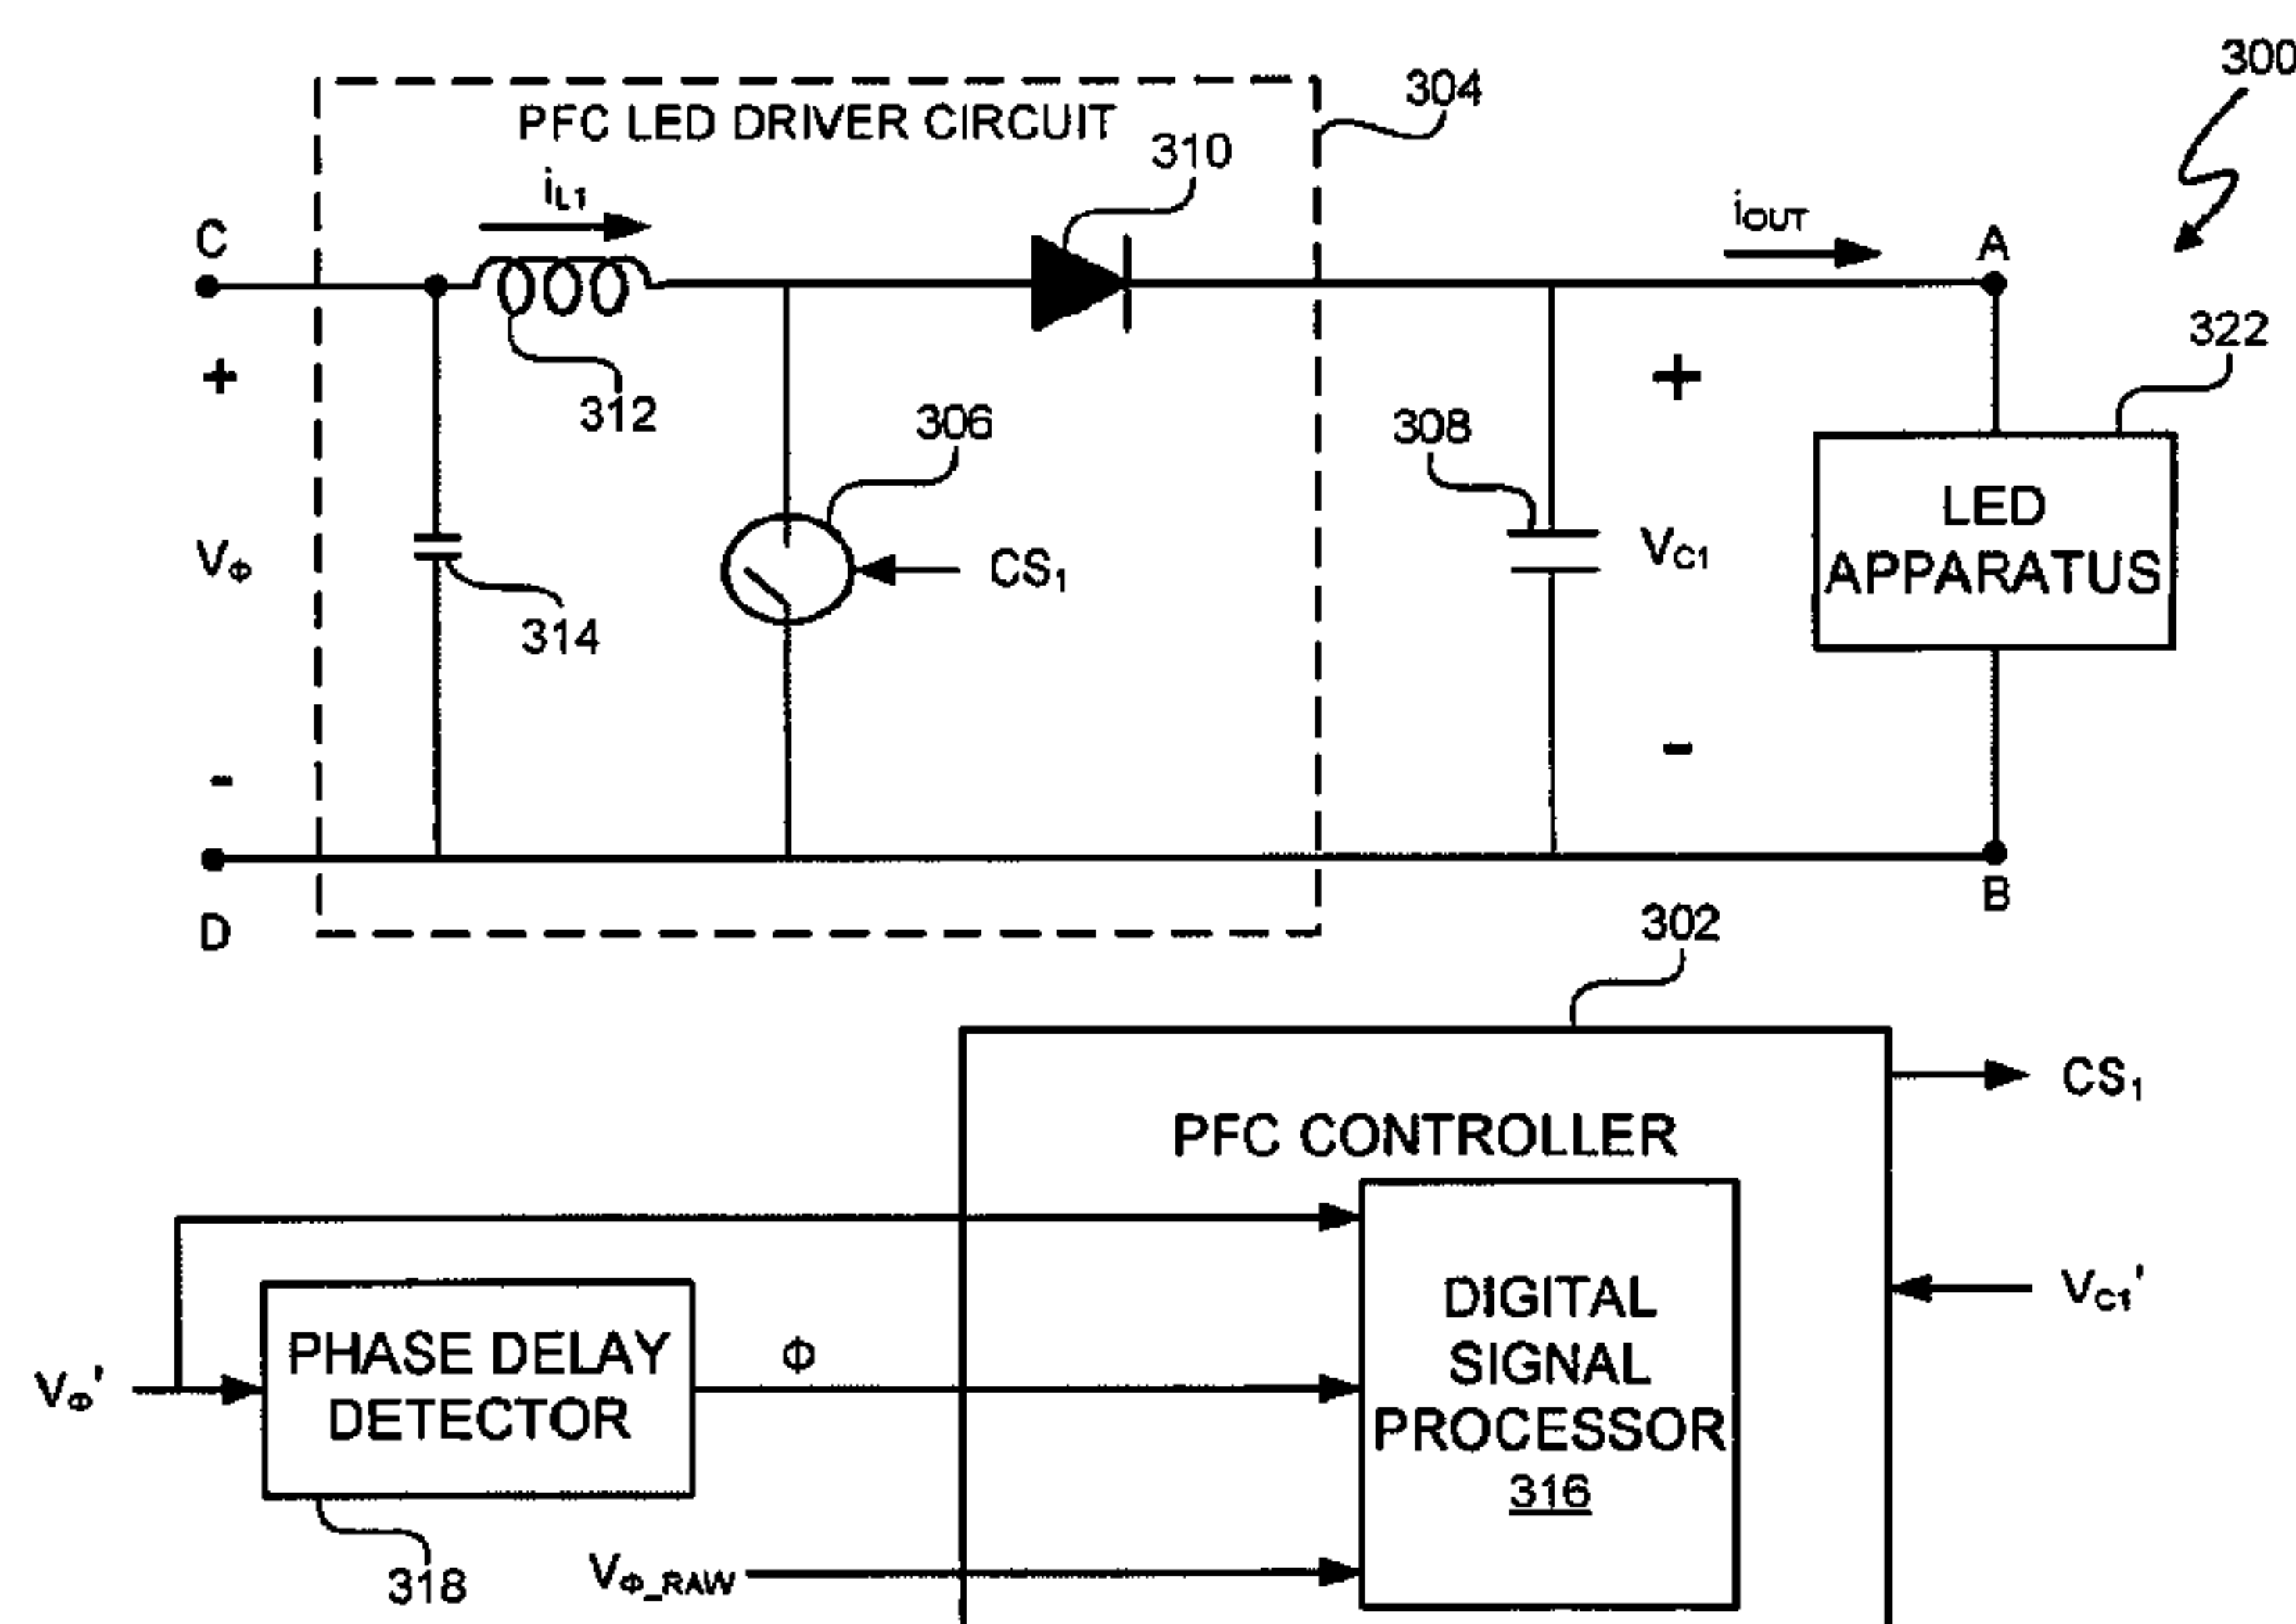 300
304
PFC LED DRIVER CIRCUIT
310
iL1
iOUT
C
A
322
+
312
306
308
+
LED
APPARATUS
VΦ
CS1
VC1
314
-
-
D
B
302
CS1
PFC CONTROLLER
DIGITAL
SIGNAL
PROCESSOR
316
VC1'
PHASE DELAY
DETECTOR
Φ
VΦ'
318
VΦ_RAW